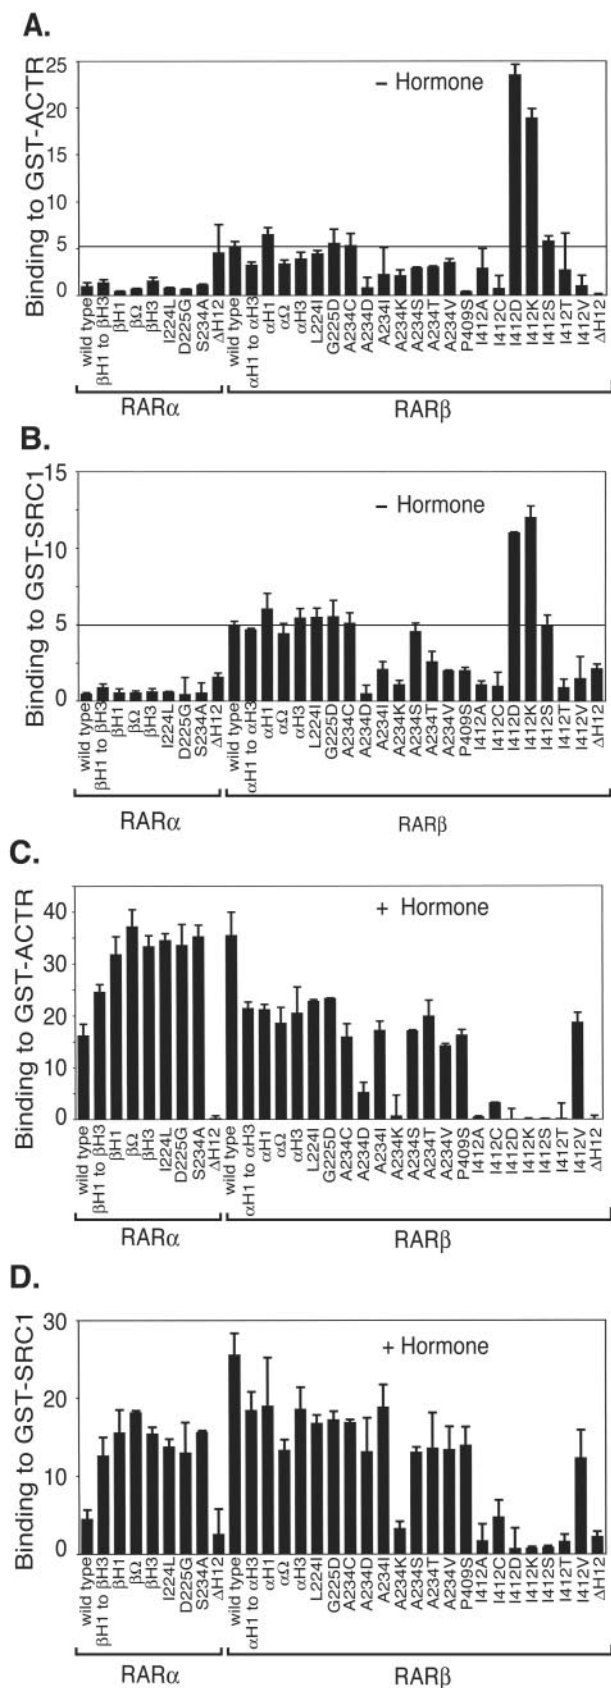 A.
Binding to GST-ACTR
25
20
15
10
5
0
– Hormone
wild type
βH1 to βH3
βH1
βΩ
βH3
I224L
D225G
S234A
ΔH12
wild type
αH1 to αH3
αH1
αΩ
αH3
L224I
G225D
A234C
A234D
A234I
A234K
A234S
A234T
A234V
P409S
I412A
I412C
I412D
I412K
I412S
I412T
I412V
ΔH12
RARα
RARβ
B.
Binding to GST-SRC1
15
10
5
0
– Hormone
wild type
βH1 to βH3
βH1
βΩ
βH3
I224L
D225G
S234A
ΔH12
wild type
αH1 to αH3
αH1
αΩ
αH3
L224I
G225D
A234C
A234D
A234I
A234K
A234S
A234T
A234V
P409S
I412A
I412C
I412D
I412K
I412S
I412T
I412V
ΔH12
RARα
RARβ
C.
Binding to GST-ACTR
40
30
20
10
0
+ Hormone
wild type
βH1 to βH3
βH1
βΩ
βH3
I224L
D225G
S234A
ΔH12
wild type
αH1 to αH3
αH1
αΩ
αH3
L224I
G225D
A234C
A234D
A234I
A234K
A234S
A234T
A234V
P409S
I412A
I412C
I412D
I412K
I412S
I412T
I412V
ΔH12
RARα
RARβ
D.
Binding to GST-SRC1
30
20
10
0
+ Hormone
wild type
βH1 to βH3
βH1
βΩ
βH3
I224L
D225G
S234A
ΔH12
wild type
αH1 to αH3
αH1
αΩ
αH3
L224I
G225D
A234C
A234D
A234I
A234K
A234S
A234T
A234V
P409S
I412A
I412C
I412D
I412K
I412S
I412T
I412V
ΔH12
RARα
RARβ